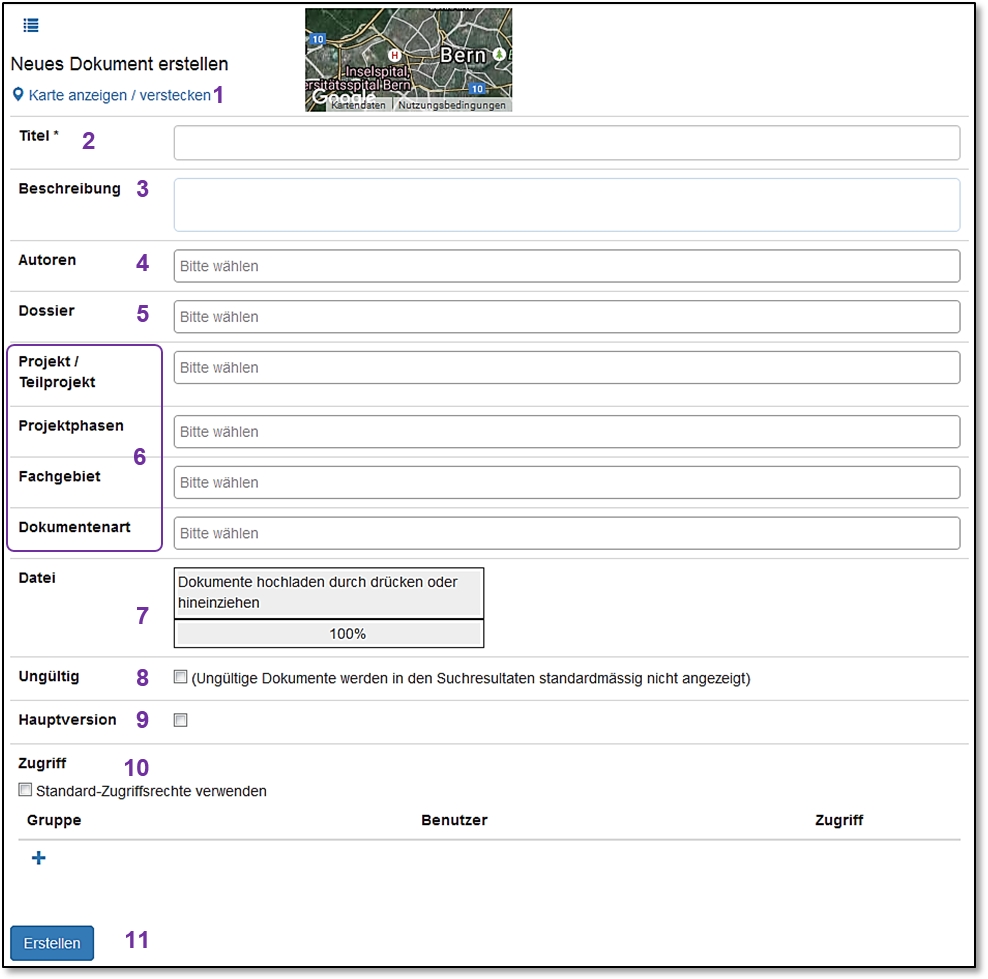 Neues Dokument erstellen
Karte anzeigen / verstecken 1
10
H
Bern
Inselspital,
ersitätsspital Bern
10
Google
Kartendaten
Nutzungsbedingungen
Titel * 2
Beschreibung 3
Autoren 4 Bitte wählen
Dossier 5 Bitte wählen
Projekt / Bitte wählen
Teilprojekt
Projektphasen Bitte wählen
6
Fachgebiet Bitte wählen
Dokumentenart Bitte wählen
Datei Dokumente hochladen durch drücken oder
hineinziehen
7
100%
Ungültig 8 (Ungültige Dokumente werden in den Suchresultaten standardmässig nicht angezeigt)
Hauptversion 9
Zugriff 10
Standard-Zugriffsrechte verwenden
Gruppe Benutzer Zugriff
Erstellen 11